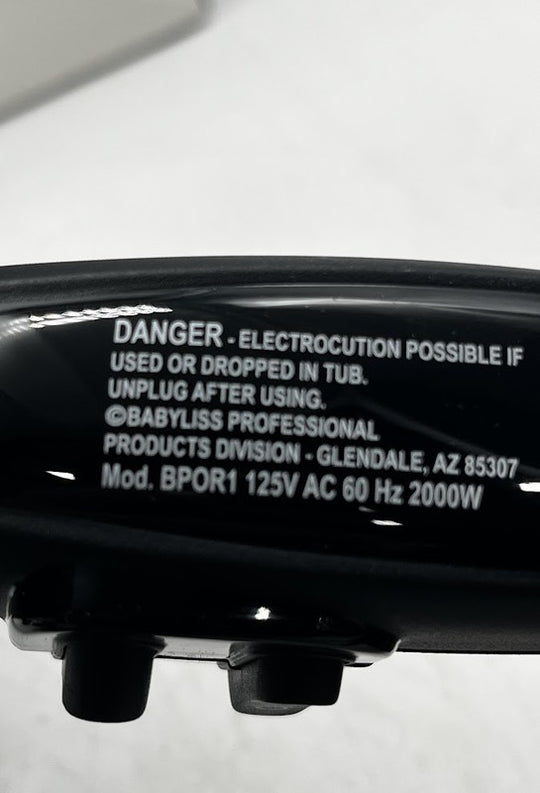 DANGER - ELECTROCUTION POSSIBLE IF
USED OR DROPPED IN TUB.
UNPLUG AFTER USING.
©BABYLISS PROFESSIONAL
PRODUCTS DIVISION - GLENDALE, AZ 85307
Mod. BPOR1 125V AC 60 Hz 2000W